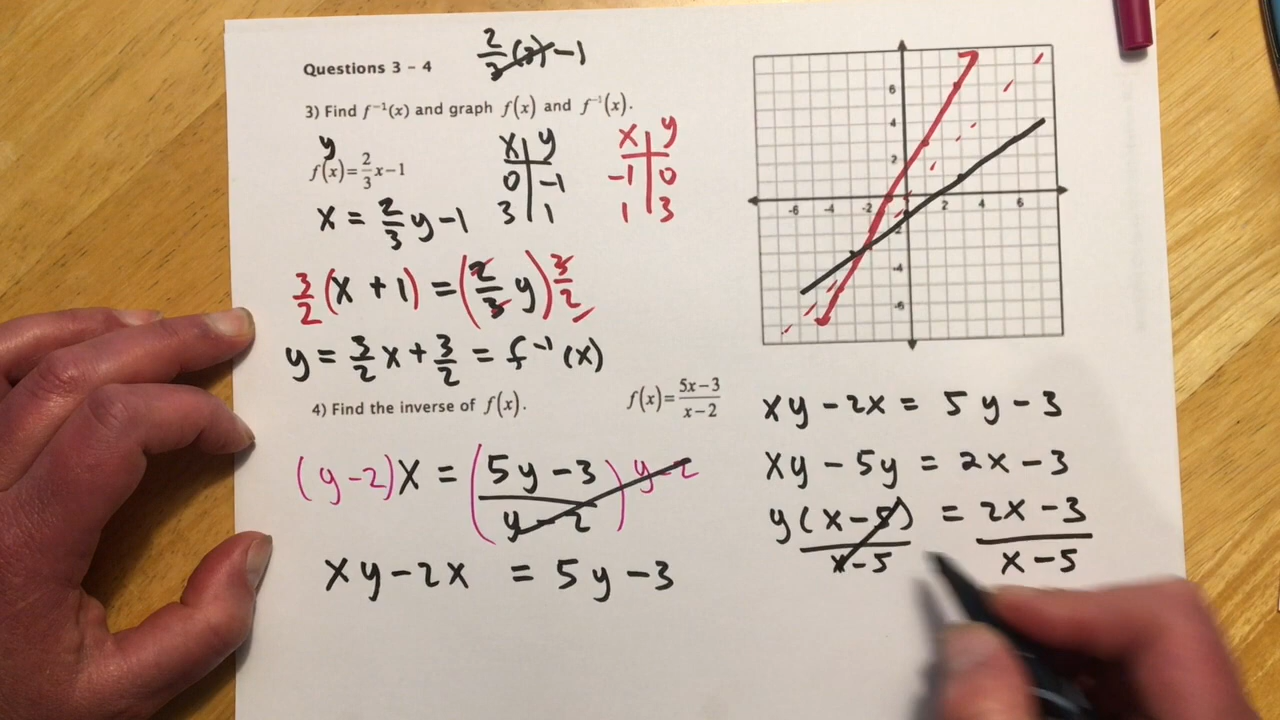 2/3(3)-1
Questions 3 - 4
3) Find f⁻¹(x) and graph f(x) and f⁻¹(x).
y
f(x)=2/3x-1
x = 2/3 y - 1
x | y
0 | -1
3 | 1
x | y
-1 | 0
1 | 3
3/2 (x + 1) = (2/3 y) 3/2
y = 3/2 x + 3/2 = f⁻¹(x)
6
4
2
-6 -4 -2 2 4 6
-2
-4
-6
4) Find the inverse of f(x).
f(x)=5x-3/x-2
(y-2)x = (5y-3/y-2) y-2
xy-2x = 5y-3
xy-2x = 5y-3
xy - 5y = 2x-3
y(x-5)/x-5 = 2x-3/x-5